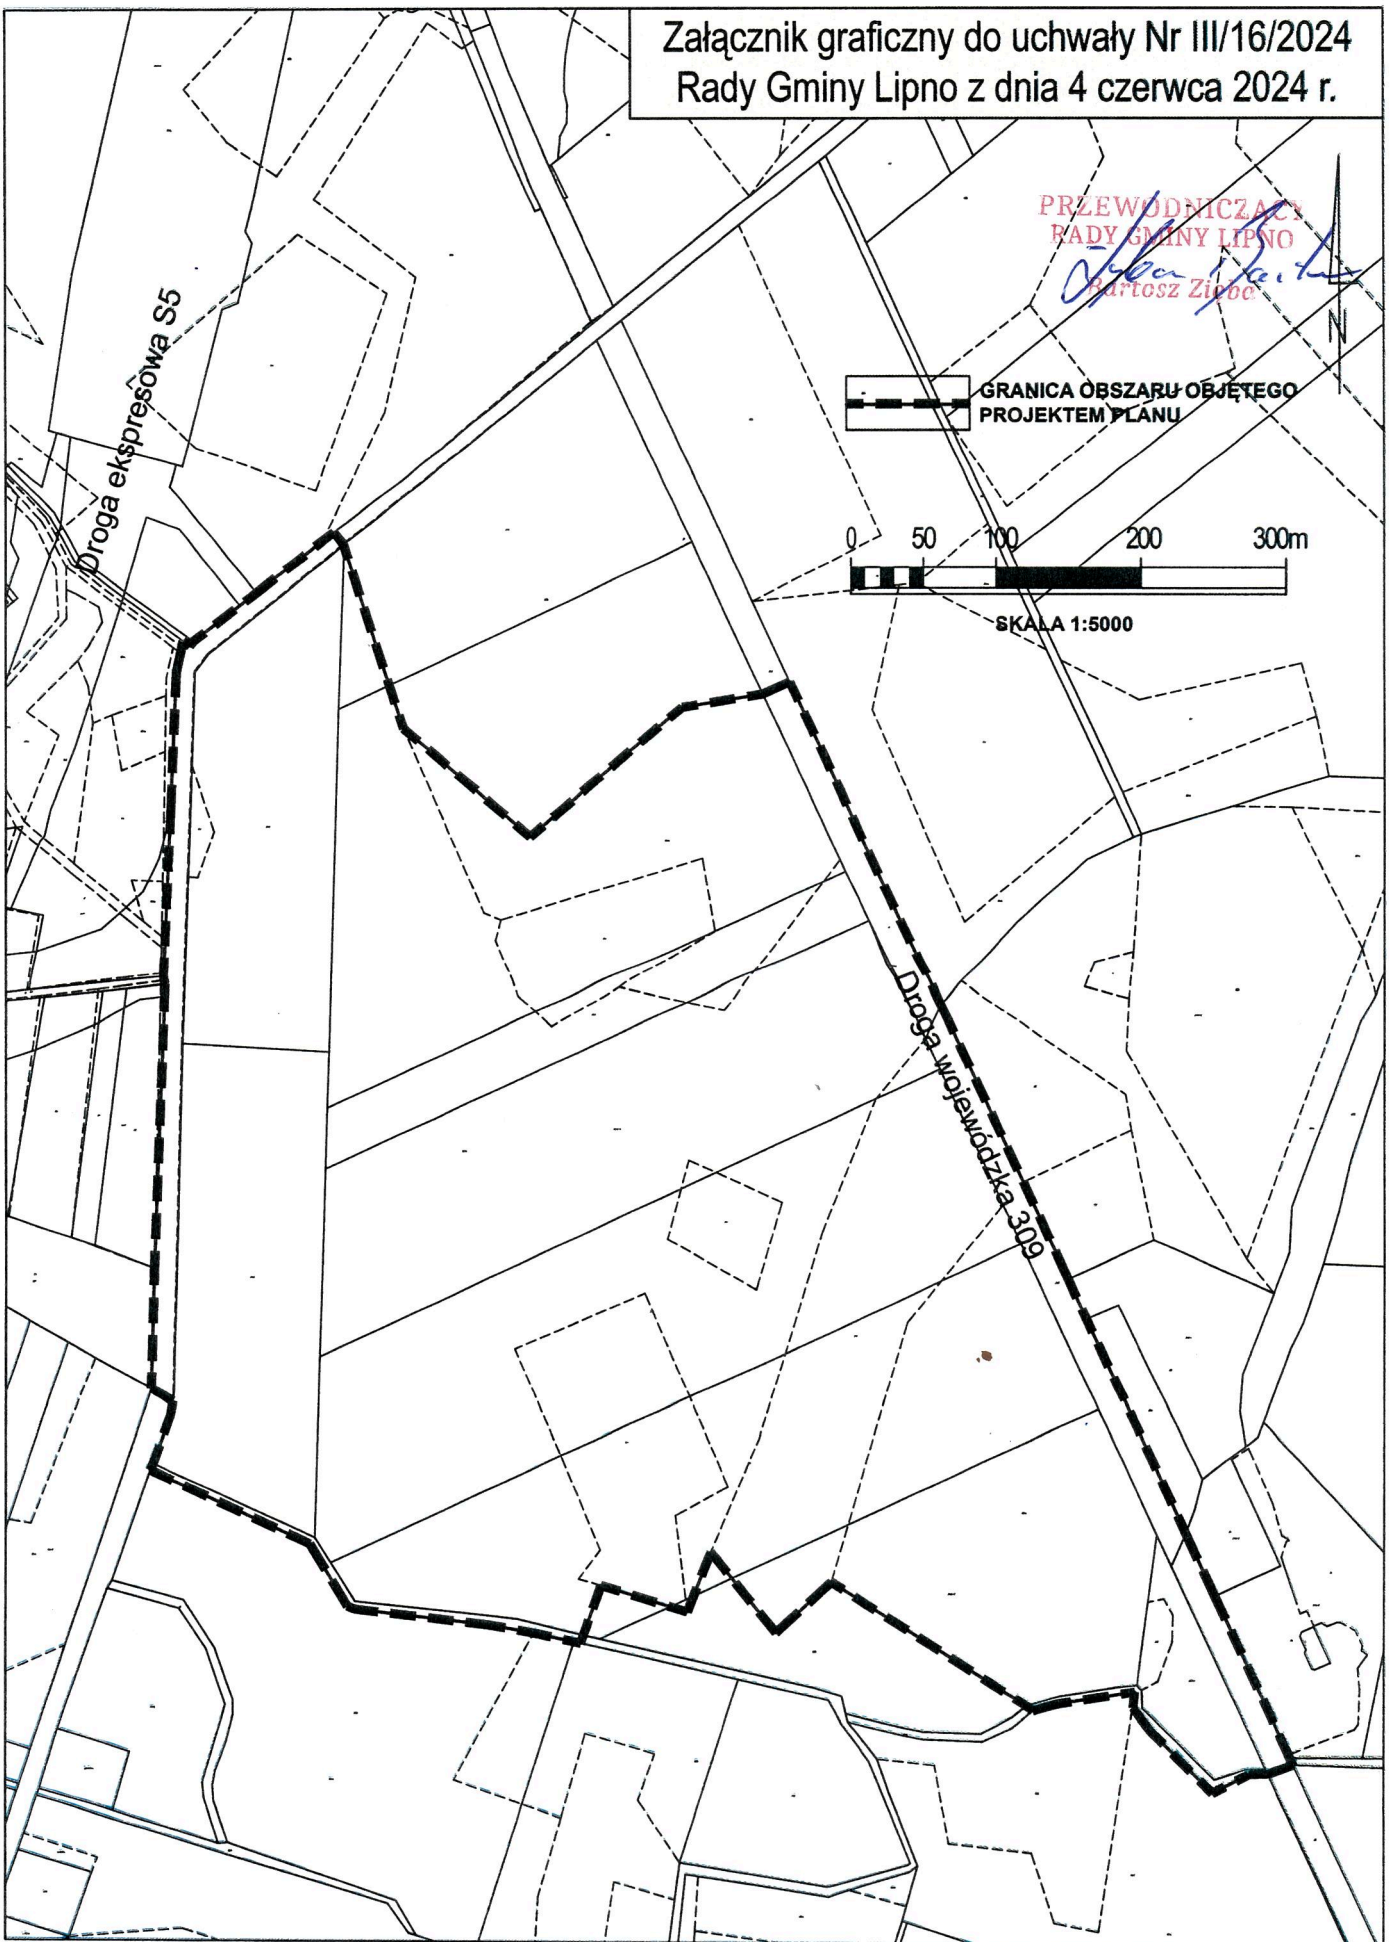 Załącznik graficzny do uchwały Nr III/16/2024
Rady Gminy Lipno z dnia 4 czerwca 2024 r.
PRZEWODNICZĄCY
RADY GMINY LIPNO
Bartosz Zięba
N
GRANICA OBSZARU OBJĘTEGO
PROJEKTEM PLANU
0 50 100 200 300m
SKALA 1:5000
Droga ekspresowa S5
Droga wojewódzka 309